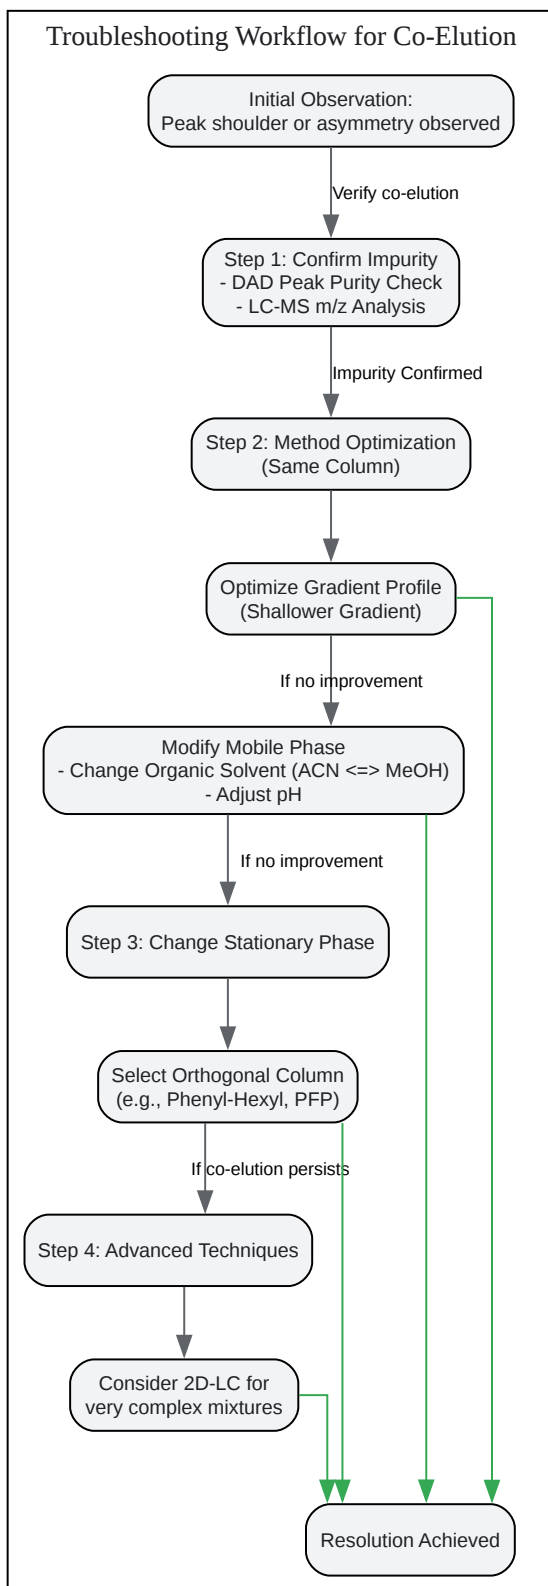 Troubleshooting Workflow for Co-Elution
Initial Observation:
Peak shoulder or asymmetry observed
Verify co-elution
Step 1: Confirm Impurity
- DAD Peak Purity Check
- LC-MS m/z Analysis
Impurity Confirmed
Step 2: Method Optimization
(Same Column)
Optimize Gradient Profile
(Shallower Gradient)
If no improvement
Modify Mobile Phase
- Change Organic Solvent (ACN <=> MeOH)
- Adjust pH
If no improvement
Step 3: Change Stationary Phase
Select Orthogonal Column
(e.g., Phenyl-Hexyl, PFP)
If co-elution persists
Step 4: Advanced Techniques
Consider 2D-LC for
very complex mixtures
Resolution Achieved